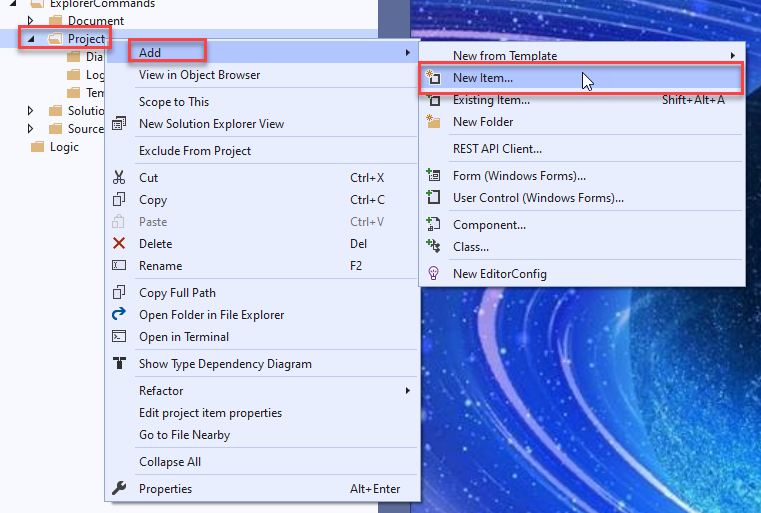 ExplorerCommands
Document
Project
Dia
Log
Tem
Solutio
Source
Logic
Add
View in Object Browser
Scope to This
New Solution Explorer View
Exclude From Project
Cut Ctrl+X
Copy Ctrl+C
Paste Ctrl+V
Delete Del
Rename F2
Copy Full Path
Open Folder in File Explorer
Open in Terminal
Show Type Dependency Diagram
Refactor
Edit project item properties
Go to File Nearby
Collapse All
Properties Alt+Enter
New from Template
New Item...
Existing Item... Shift+Alt+A
New Folder
REST API Client...
Form (Windows Forms)...
User Control (Windows Forms)...
Component...
Class...
New EditorConfig